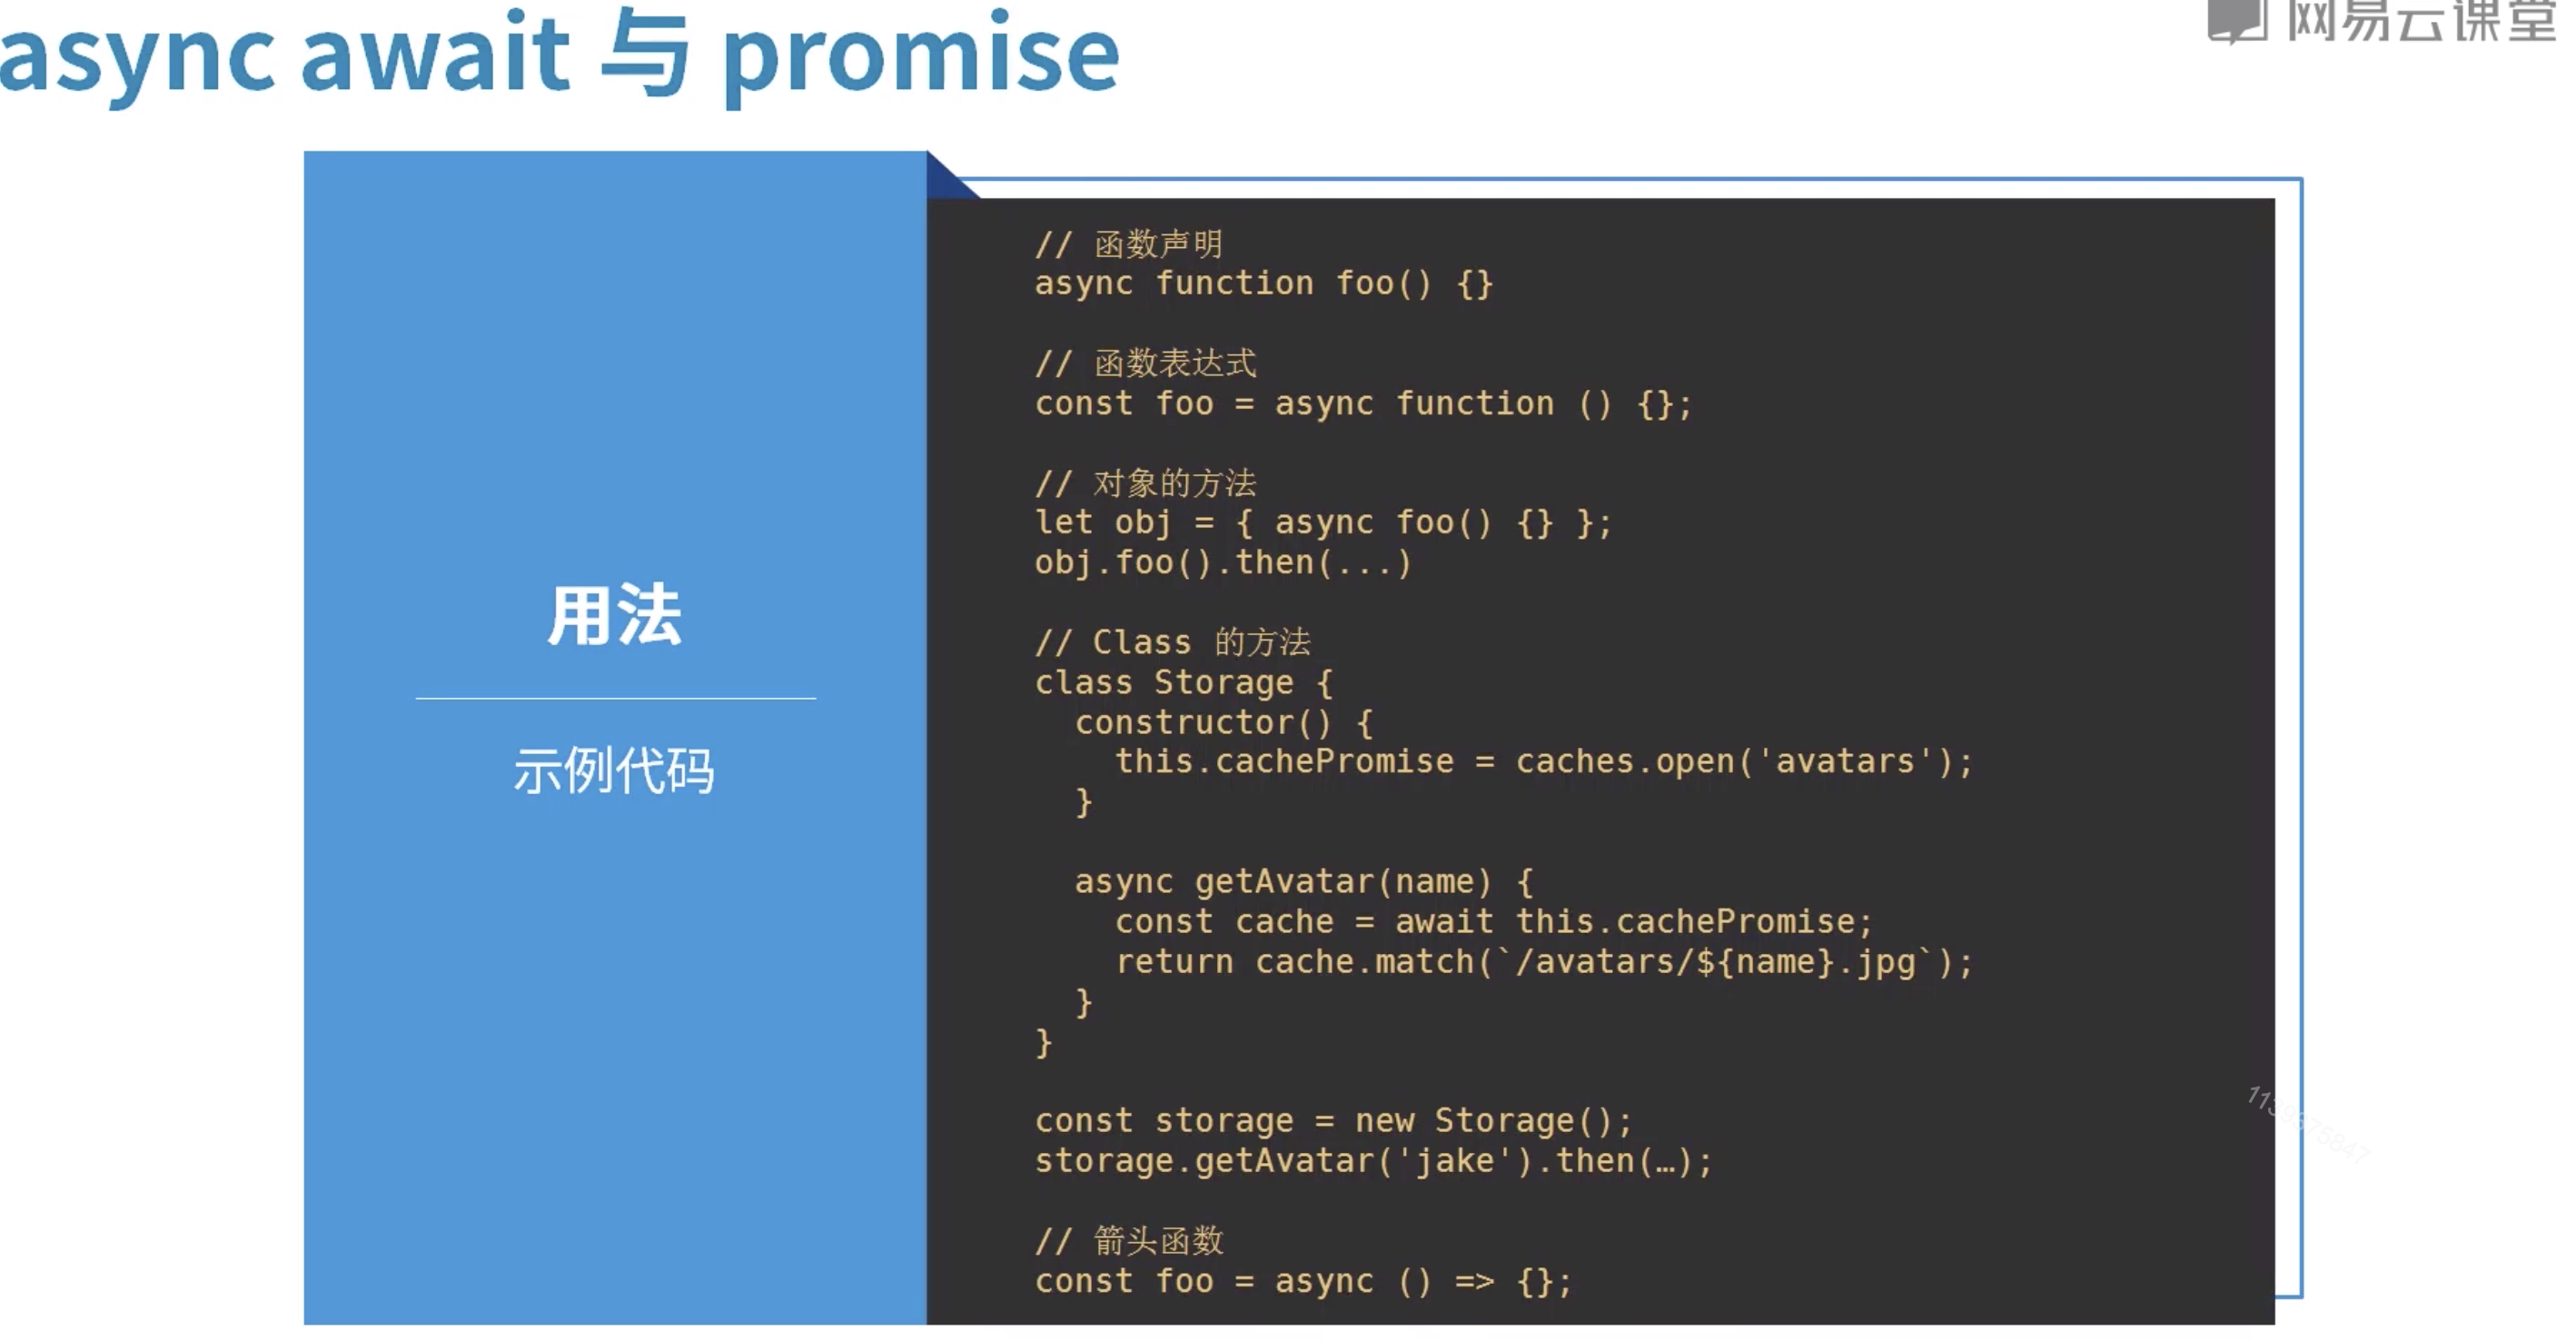 async await 与 promise
网易云课堂
用法
示例代码
// 函数声明
async function foo() {}
// 函数表达式
const foo = async function () {};
// 对象的方法
let obj = { async foo() {} };
obj.foo().then(...)
// Class 的方法
class Storage {
  constructor() {
    this.cachePromise = caches.open('avatars');
  }
  async getAvatar(name) {
    const cache = await this.cachePromise;
    return cache.match(`/avatars/${name}.jpg`);
  }
}
const storage = new Storage();
storage.getAvatar('jake').then(…);
// 箭头函数
const foo = async () => {};